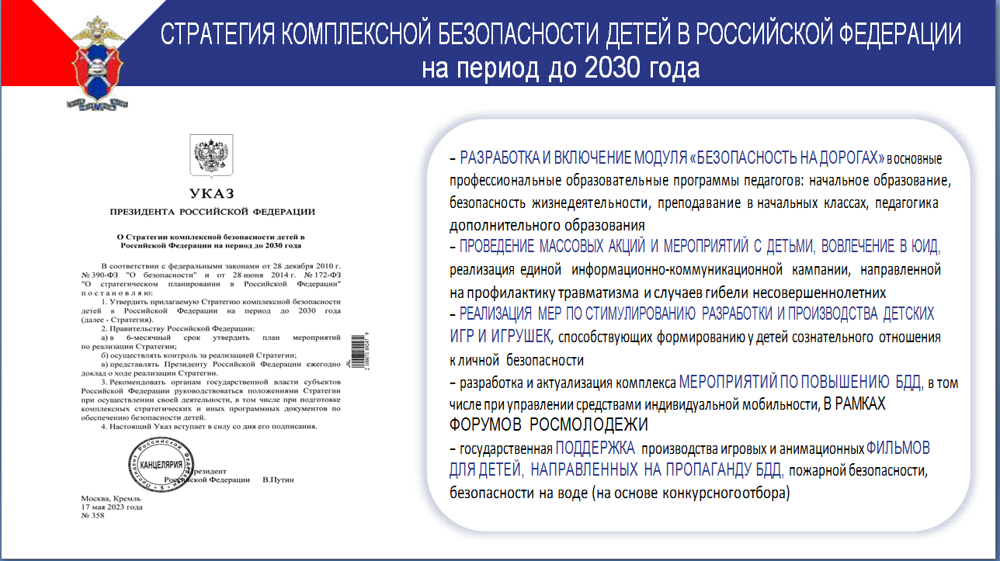 СТРАТЕГИЯ КОМПЛЕКСНОЙ БЕЗОПАСНОСТИ ДЕТЕЙ В РОССИЙСКОЙ ФЕДЕРАЦИИ
на период до 2030 года
УКАЗ
ПРЕЗИДЕНТА РОССИЙСКОЙ ФЕДЕРАЦИИ
О Стратегии комплексной безопасности детей в
Российской Федерации на период до 2030 года
В соответствии с федеральными законами от 28 декабря 2010 г.
№ 390-ФЗ "О безопасности" и от 28 июня 2014 г. № 172-ФЗ
"О стратегическом планировании в Российской Федерации"
п о с т а н о в л я ю:
1. Утвердить прилагаемую Стратегию комплексной безопасности
детей в Российской Федерации на период до 2030 года
(далее - Стратегия).
2. Правительству Российской Федерации:
а) в 6-месячный срок утвердить план мероприятий
по реализации Стратегии;
б) осуществлять контроль за реализацией Стратегии;
в) представлять Президенту Российской Федерации ежегодно
доклад о ходе реализации Стратегии.
3. Рекомендовать органам государственной власти субъектов
Российской Федерации руководствоваться положениями Стратегии
при осуществлении своей деятельности, в том числе при подготовке
комплексных стратегических и иных программных документов по
обеспечению безопасности детей.
4. Настоящий Указ вступает в силу со дня его подписания.
Президент Российской Федерации
КАНЦЕЛЯРИЯ
5
Президент
Российской Федерации В.Путин
Москва, Кремль
17 мая 2023 года
№ 358
2 100071 89247 9
– РАЗРАБОТКА И ВКЛЮЧЕНИЕ МОДУЛЯ «БЕЗОПАСНОСТЬ НА ДОРОГАХ» в основные
профессиональные образовательные программы педагогов: начальное образование,
безопасность жизнедеятельности, преподавание в начальных классах, педагогика
дополнительного образования
– ПРОВЕДЕНИЕ МАССОВЫХ АКЦИЙ И МЕРОПРИЯТИЙ С ДЕТЬМИ, ВОВЛЕЧЕНИЕ В ЮИД,
реализация единой информационно-коммуникационной кампании, направленной
на профилактику травматизма и случаев гибели несовершеннолетних
– РЕАЛИЗАЦИЯ МЕР ПО СТИМУЛИРОВАНИЮ РАЗРАБОТКИ И ПРОИЗВОДСТВА ДЕТСКИХ
ИГР И ИГРУШЕК, способствующих формированию у детей сознательного отношения
к личной безопасности
– разработка и актуализация комплекса МЕРОПРИЯТИЙ ПО ПОВЫШЕНИЮ БДД, в том
числе при управлении средствами индивидуальной мобильности, В РАМКАХ
ФОРУМОВ РОСМОЛОДЕЖИ
– государственная ПОДДЕРЖКА производства игровых и анимационных ФИЛЬМОВ
ДЛЯ ДЕТЕЙ, НАПРАВЛЕННЫХ НА ПРОПАГАНДУ БДД, пожарной безопасности,
безопасности на воде (на основе конкурсногоотбора)